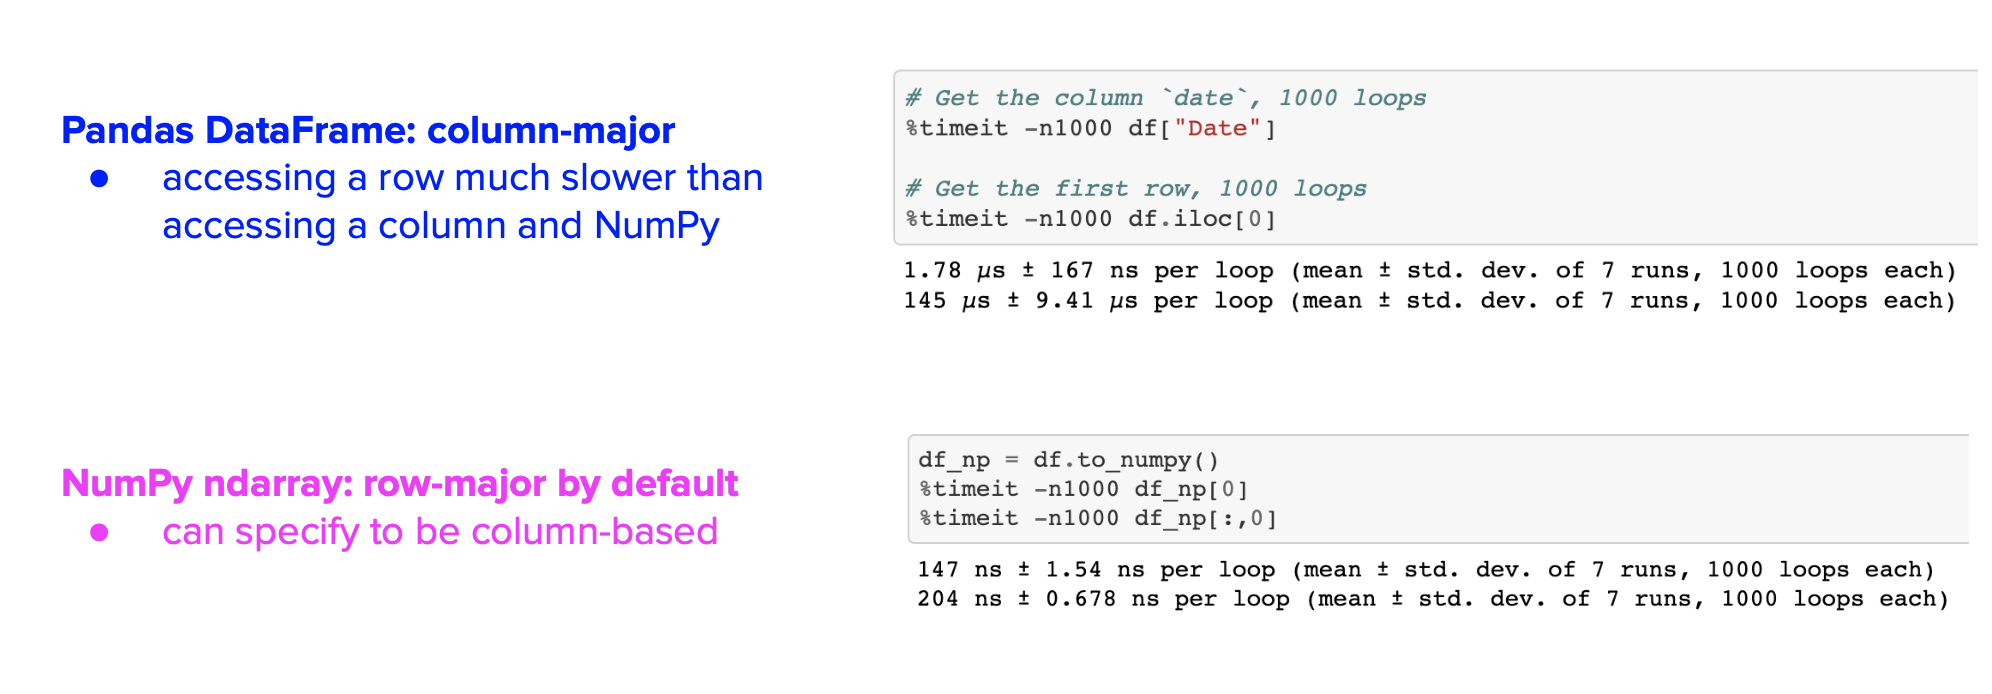 Pandas DataFrame: column-major
● accessing a row much slower than
accessing a column and NumPy
# Get the column `date`, 1000 loops
%timeit -n1000 df["Date"]
# Get the first row, 1000 loops
%timeit -n1000 df.iloc[0]
1.78 µs ± 167 ns per loop (mean ± std. dev. of 7 runs, 1000 loops each)
145 µs ± 9.41 µs per loop (mean ± std. dev. of 7 runs, 1000 loops each)
NumPy ndarray: row-major by default
● can specify to be column-based
df_np = df.to_numpy()
%timeit -n1000 df_np[0]
%timeit -n1000 df_np[:,0]
147 ns ± 1.54 ns per loop (mean ± std. dev. of 7 runs, 1000 loops each)
204 ns ± 0.678 ns per loop (mean ± std. dev. of 7 runs, 1000 loops each)